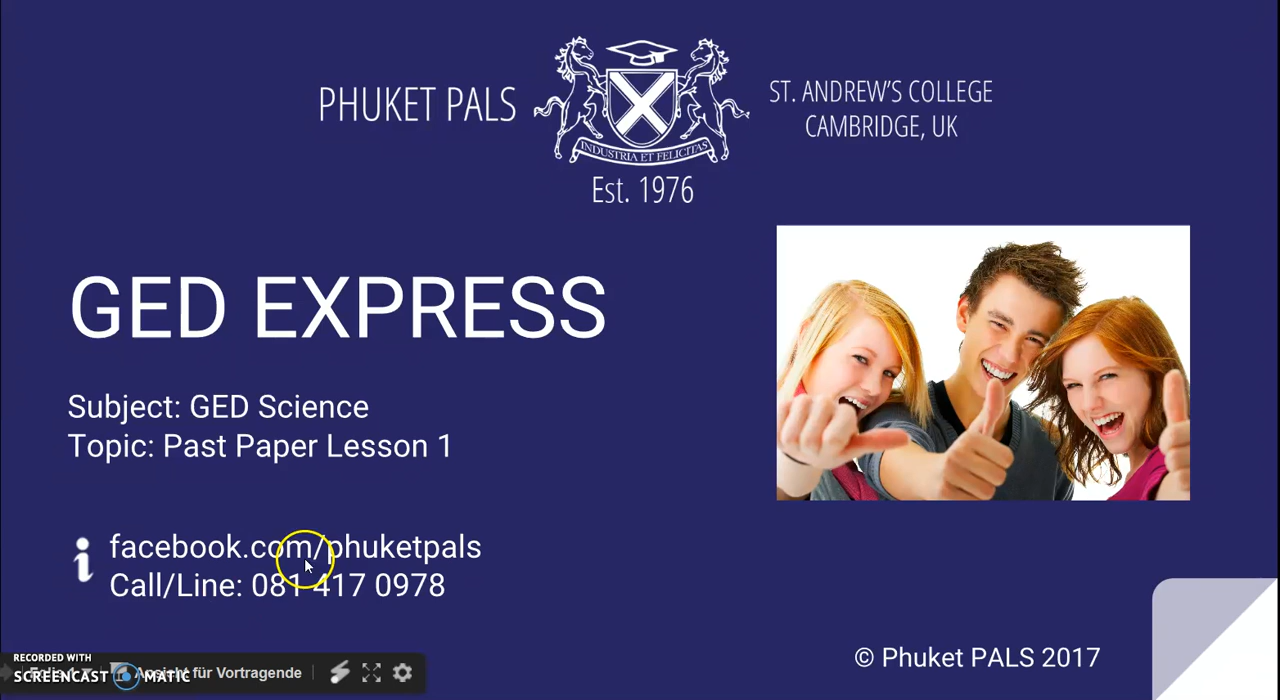 PHUKET PALS
ST. ANDREW'S COLLEGE
CAMBRIDGE, UK
INDUSTRIA ET FELICITAS
Est. 1976
GED EXPRESS
Subject: GED Science
Topic: Past Paper Lesson 1
facebook.com/phuketpals
Call/Line: 081 417 0978
© Phuket PALS 2017
RECORDED WITH
SCREENCAST MATIC
Folie 1
Ansicht für Vortragende